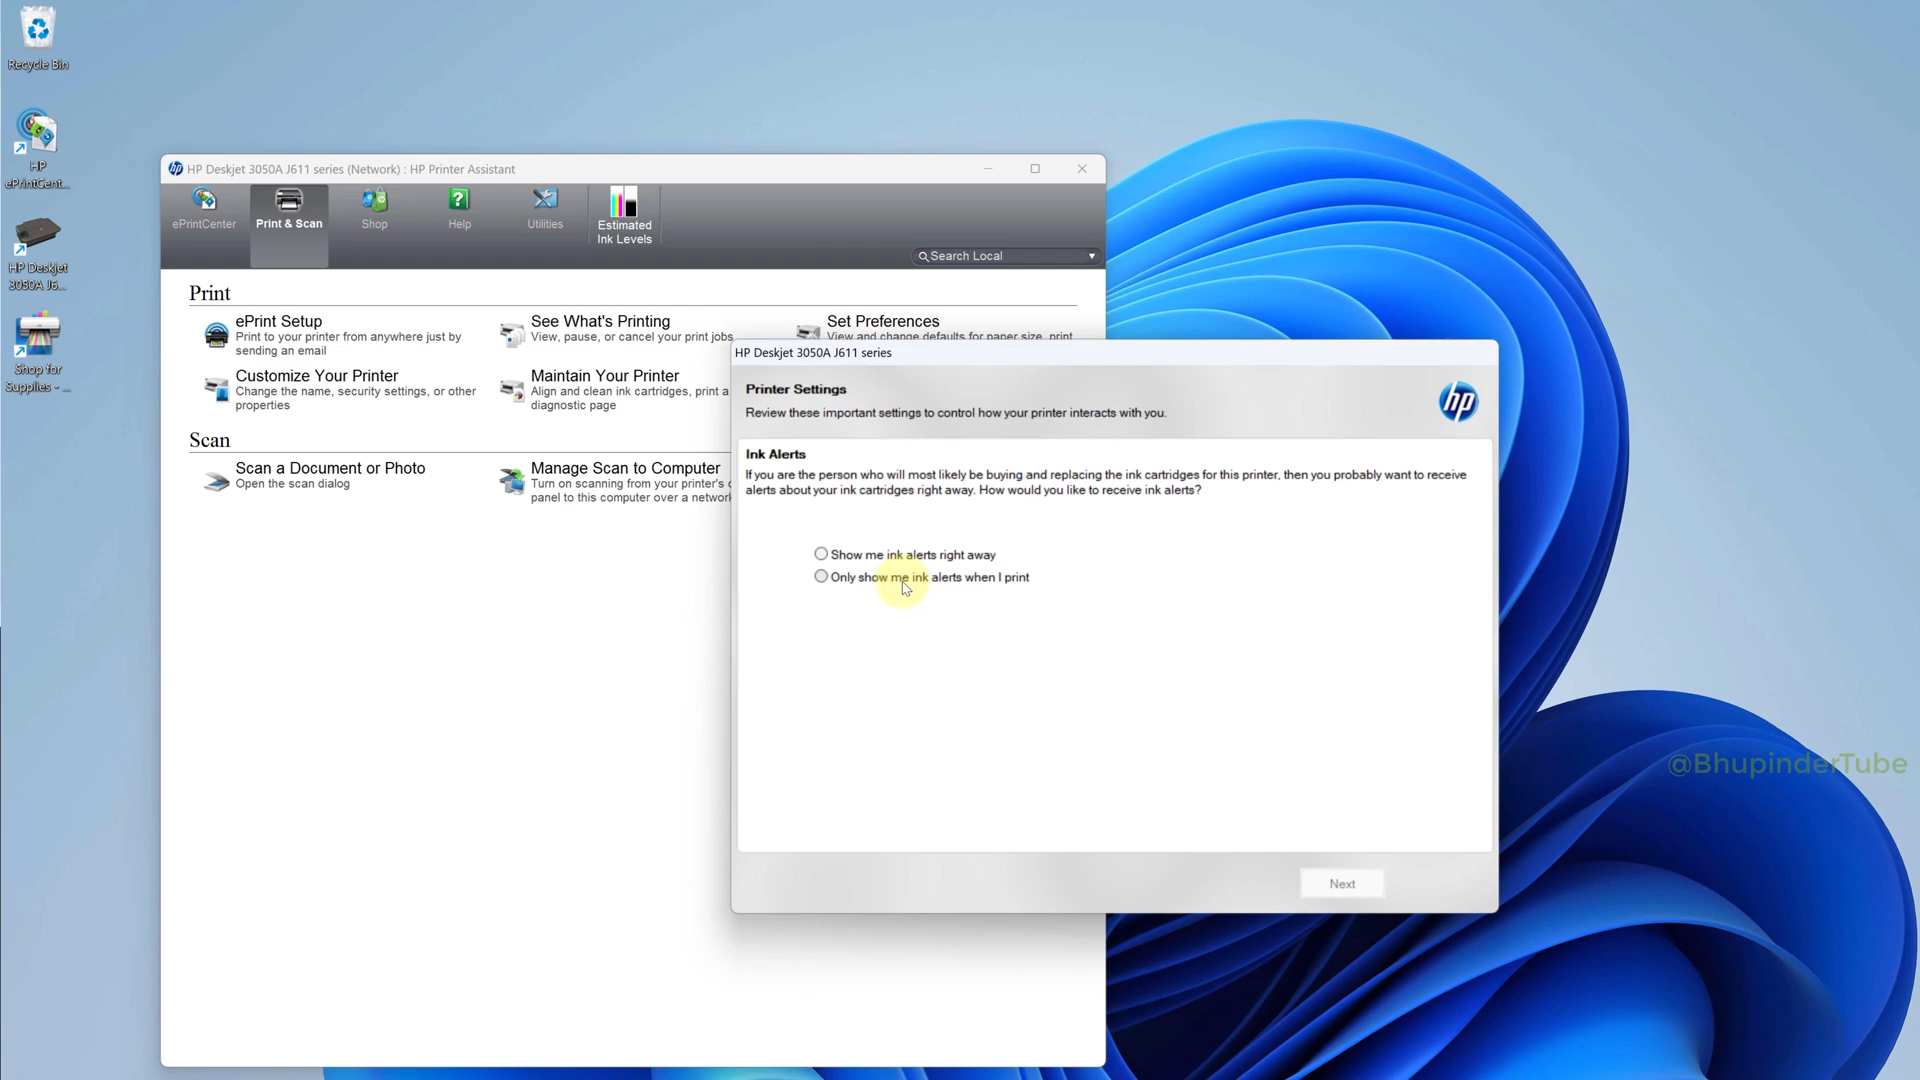 Recycle Bin
HP
ePrintCent...
HP Deskjet
3050A J6...
Shop for
Supplies - ...
hp HP Deskjet 3050A J611 series (Network) : HP Printer Assistant
ePrintCenter
Print & Scan
Shop
? Help
Utilities
Estimated
Ink Levels
Search Local
Print
ePrint Setup
Print to your printer from anywhere just by
sending an email
See What's Printing
View, pause, or cancel your print jobs
Set Preferences
View and change defaults for paper size, print
Customize Your Printer
Change the name, security settings, or other
properties
Maintain Your Printer
Align and clean ink cartridges, print a
diagnostic page
Scan
Scan a Document or Photo
Open the scan dialog
Manage Scan to Computer
Turn on scanning from your printer's
panel to this computer over a network
HP Deskjet 3050A J611 series
Printer Settings
Review these important settings to control how your printer interacts with you.
hp
Ink Alerts
If you are the person who will most likely be buying and replacing the ink cartridges for this printer, then you probably want to receive
alerts about your ink cartridges right away. How would you like to receive ink alerts?
Show me ink alerts right away
Only show me ink alerts when I print
Next
@BhupinderTube